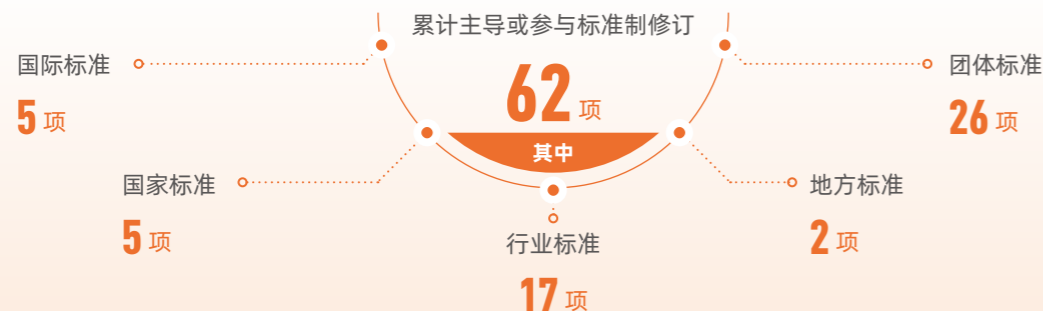 累计主导或参与标准制修订
62 项
其中
国际标准
5 项
国家标准
5 项
行业标准
17 项
地方标准
2 项
团体标准
26 项